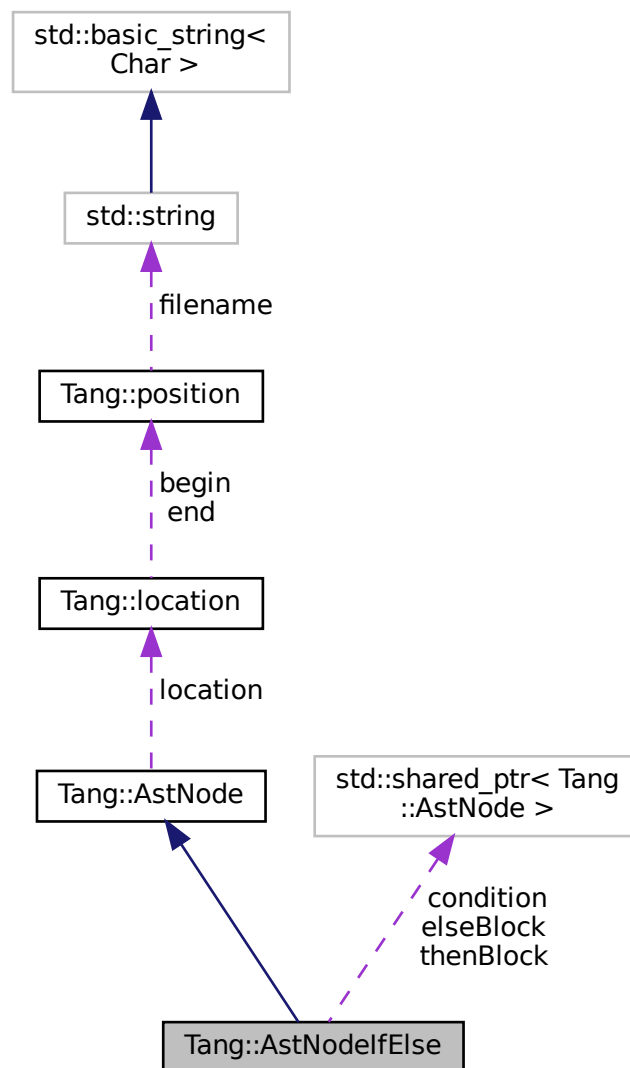 std::basic_string<
Char >
std::string
filename
Tang::position
begin
end
Tang::location
location
Tang::AstNode
std::shared_ptr< Tang
::AstNode >
condition
elseBlock
thenBlock
Tang::AstNodeIfElse